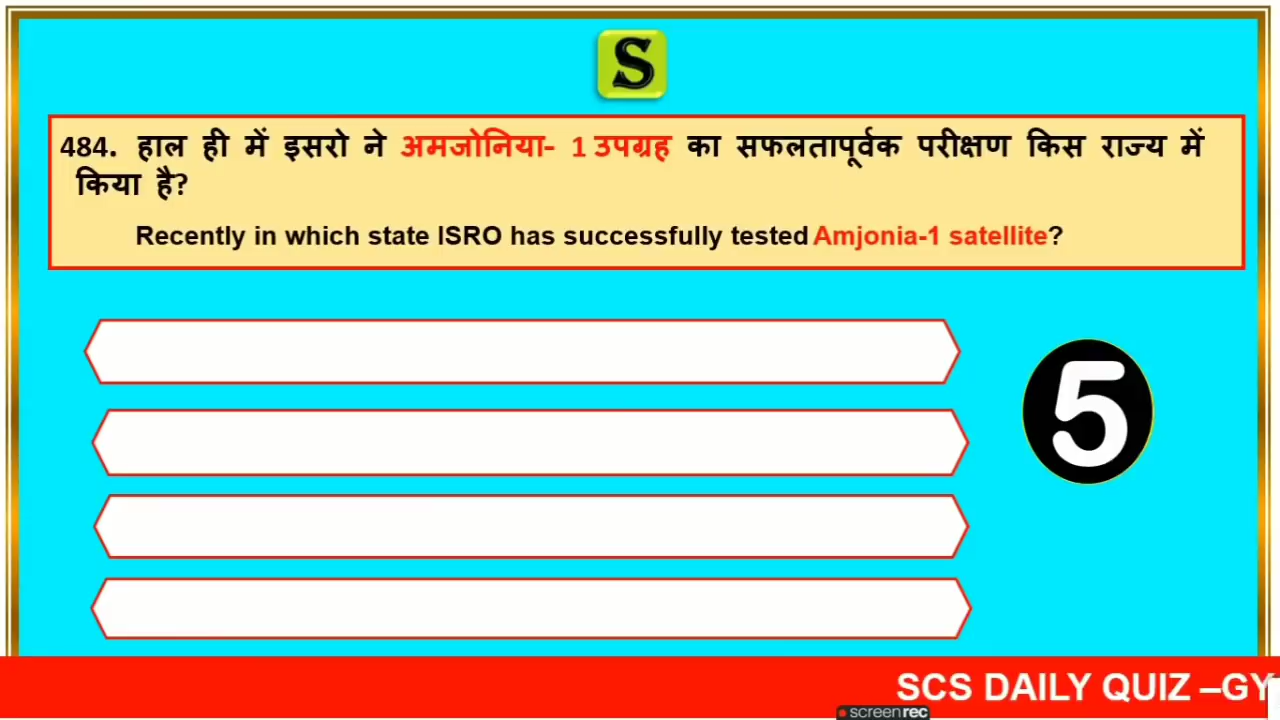 S
484. हाल ही में इसरो ने अमजोनिया- 1 उपग्रह का सफलतापूर्वक परीक्षण किस राज्य में
किया है?
Recently in which state ISRO has successfully tested Amjonia-1 satellite?
5
SCS DAILY QUIZ –GY
screenrec